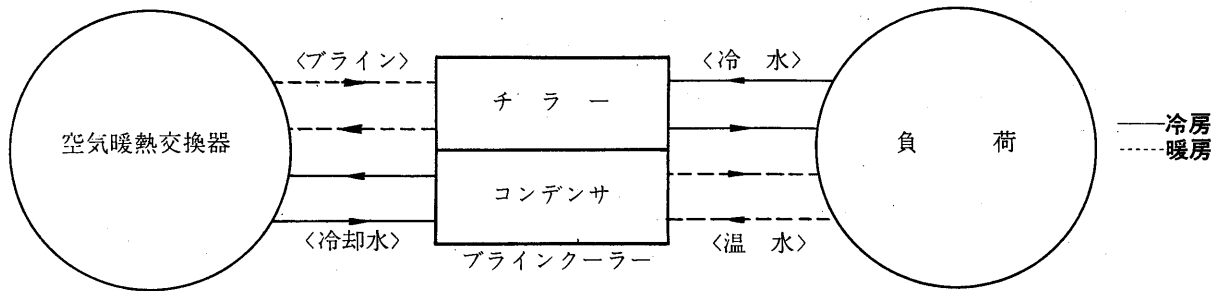 〈ブライン〉
〈冷 水〉
チ ラ ー
空気暖熱交換器
負 荷
冷房
暖房
コンデンサ
〈冷却水〉
〈温 水〉
ブラインクーラー